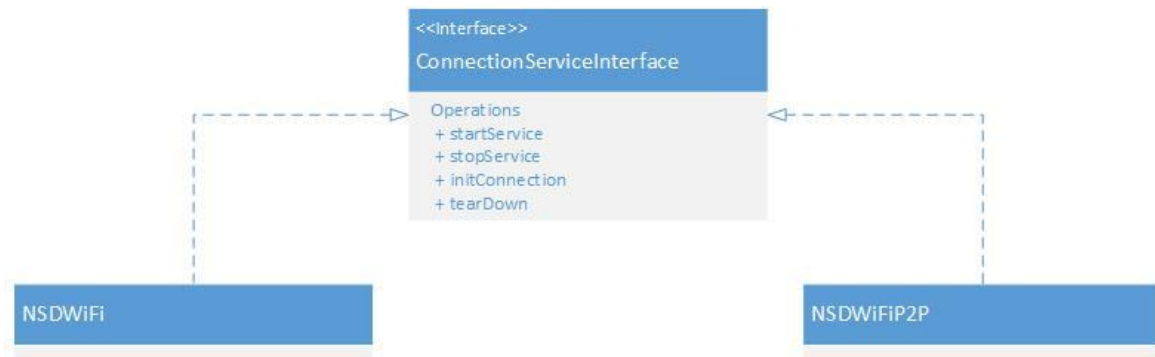 <<Interface>>
ConnectionServiceInterface
Operations
+ startService
+ stopService
+ initConnection
+ tearDown
NSDWiFi
NSDWiFiP2P